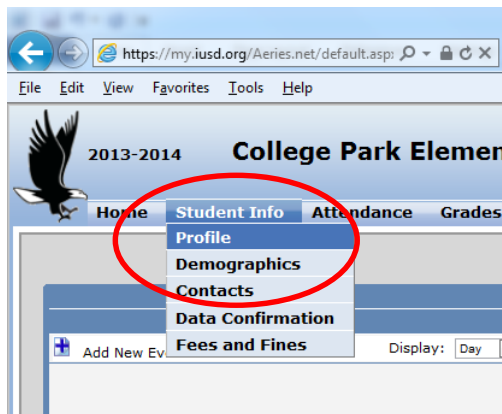 https://my.iusd.org/Aeries.net/default.asp:
File Edit View Favorites Tools Help
2013-2014 College Park Elemen
Home Student Info Attendance Grades
Profile
Demographics
Contacts
Data Confirmation
Fees and Fines
Add New Ev Display: Day